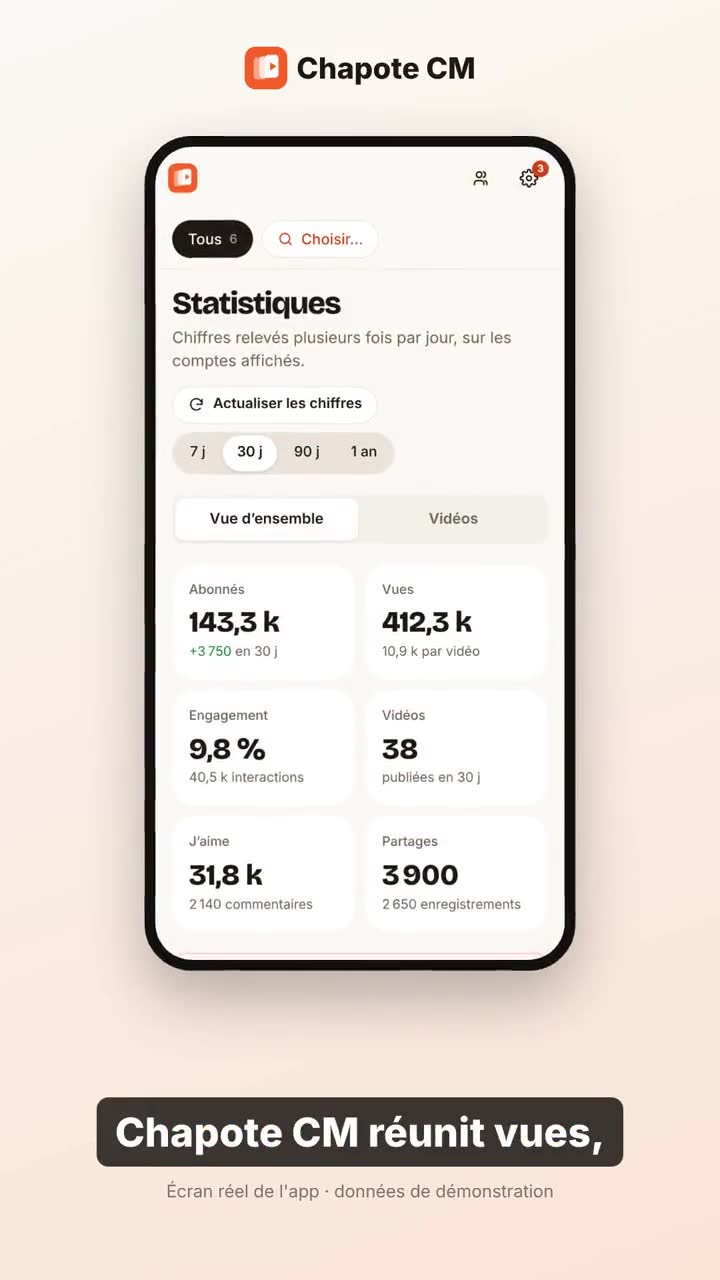 Chapote CM
3
Tous 6
Choisir...
Statistiques
Chiffres relevés plusieurs fois par jour, sur les
comptes affichés.
Actualiser les chiffres
7 j 30 j 90 j 1 an
Vue d’ensemble Vidéos
Abonnés
143,3 k
+3 750 en 30 j
Vues
412,3 k
10,9 k par vidéo
Engagement
9,8 %
40,5 k interactions
Vidéos
38
publiées en 30 j
J’aime
31,8 k
2 140 commentaires
Partages
3 900
2 650 enregistrements
Chapote CM réunit vues,
Écran réel de l'app · données de démonstration